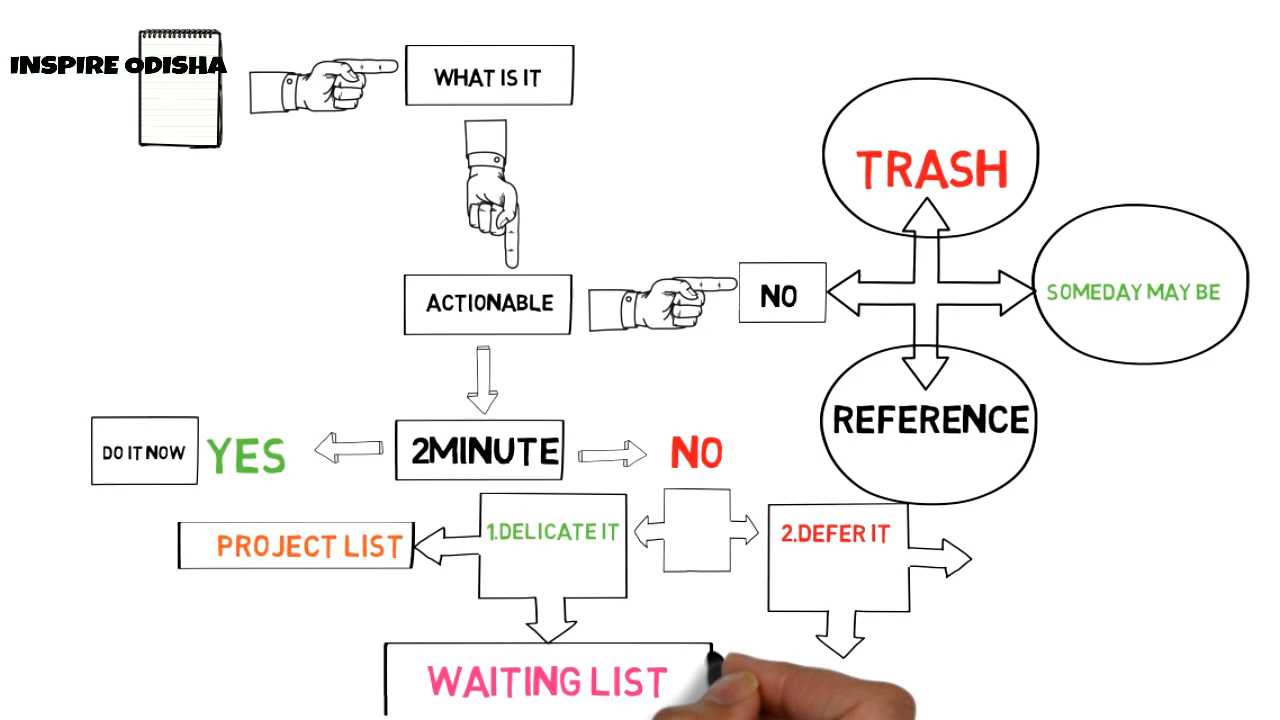 INSPIRE ODISHA
WHAT IS IT
TRASH
ACTIONABLE
NO
SOMEDAY MAY BE
REFERENCE
DO IT NOW
YES
2MINUTE
NO
PROJECT LIST
1.DELICATE IT
2.DEFER IT
WAITING LIST